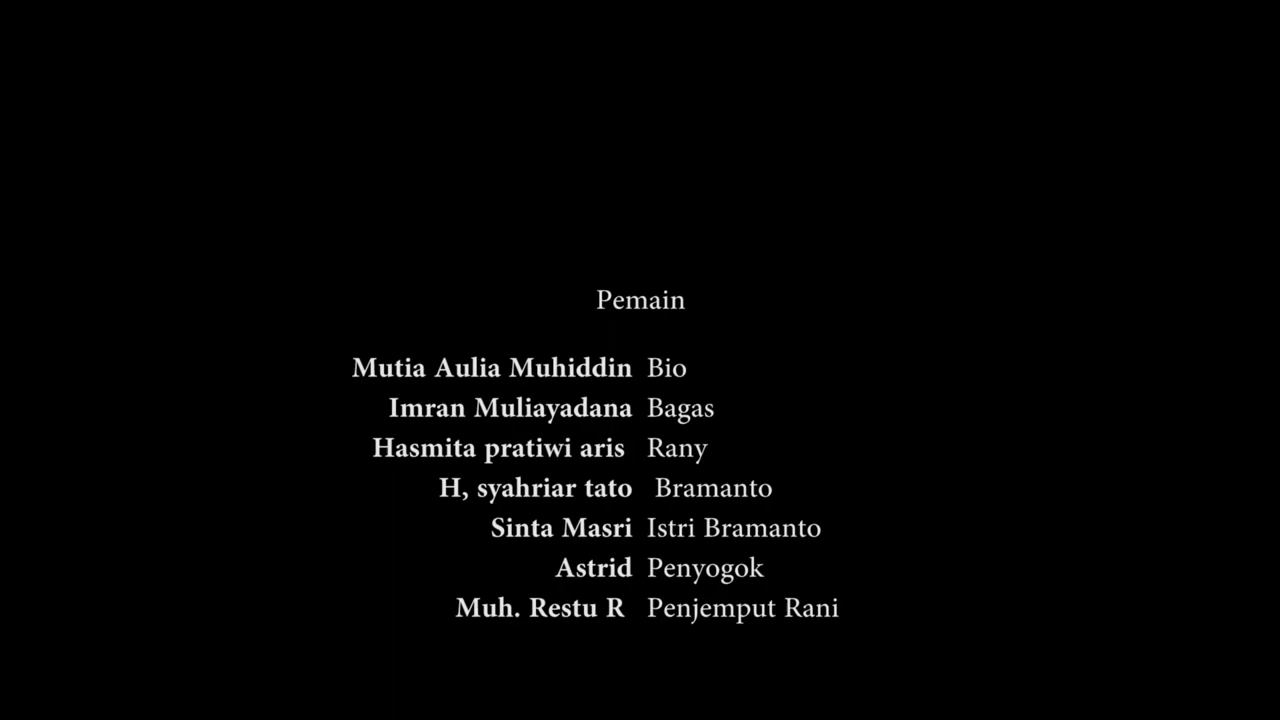 Pemain
Mutia Aulia Muhiddin Bio
Imran Muliayadana Bagas
Hasmita pratiwi aris Rany
H, syahriar tato Bramanto
Sinta Masri Istri Bramanto
Astrid Penyogok
Muh. Restu R Penjemput Rani